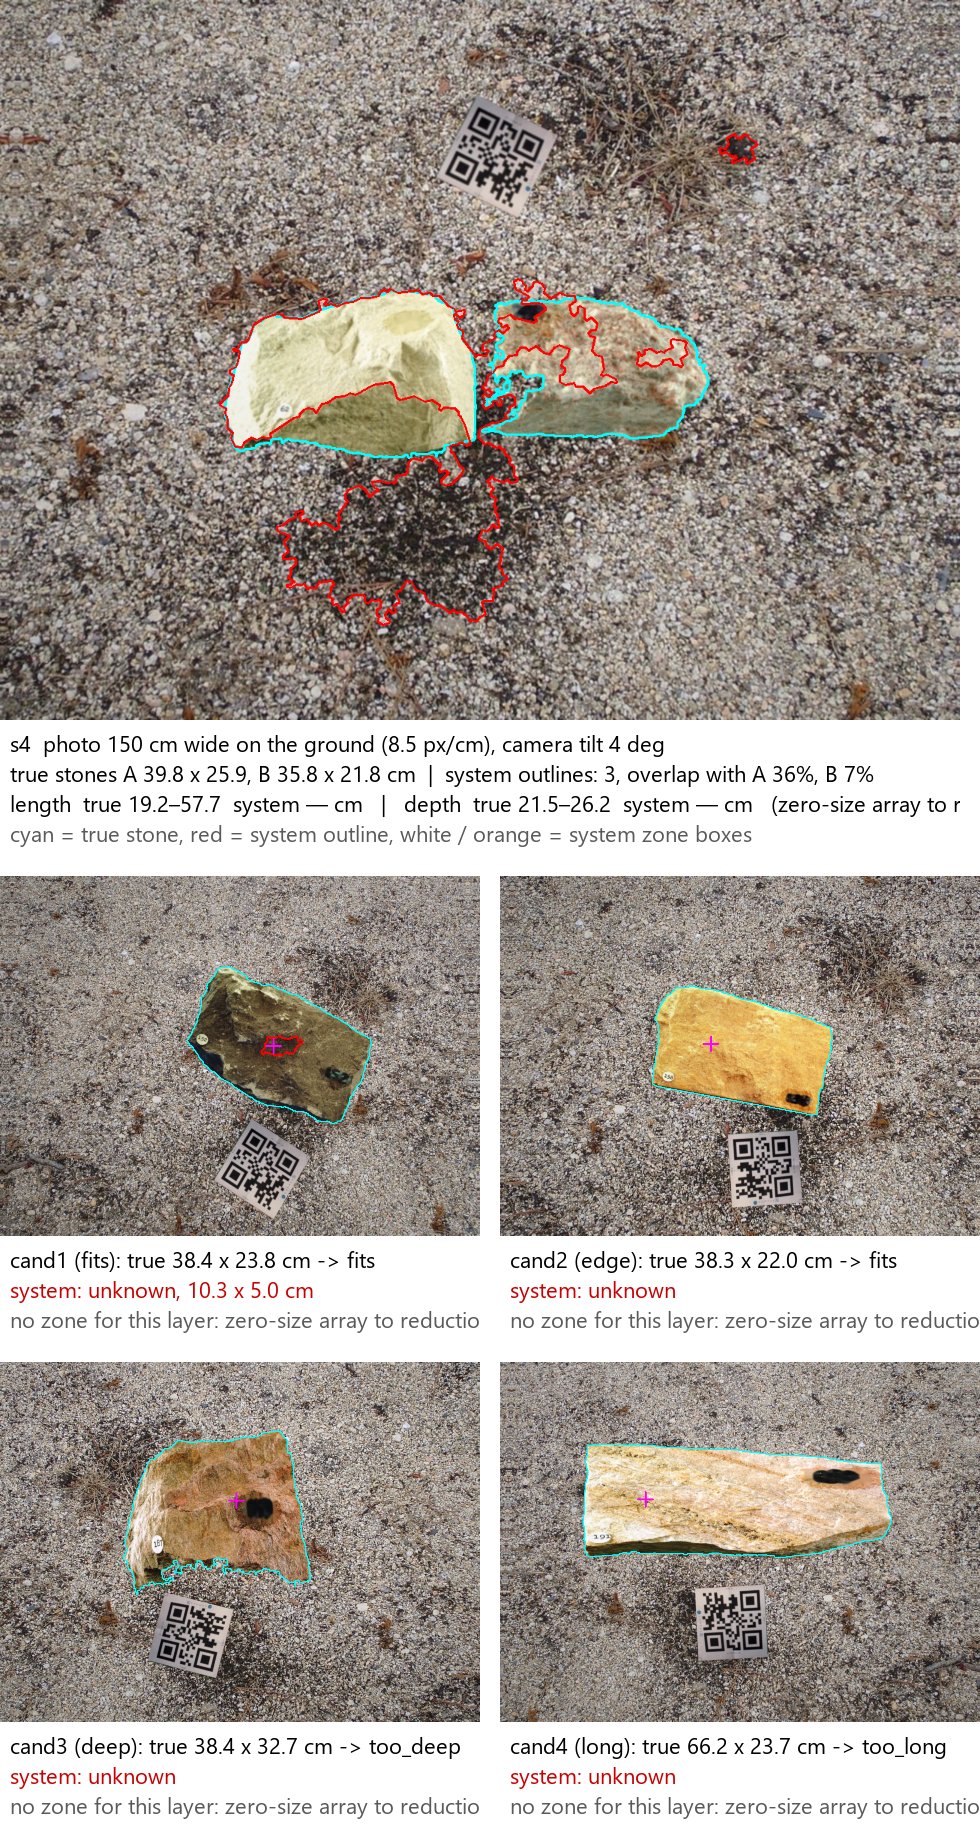 62
s4 photo 150 cm wide on the ground (8.5 px/cm), camera tilt 4 deg
true stones A 39.8 x 25.9, B 35.8 x 21.8 cm | system outlines: 3, overlap with A 36%, B 7%
length true 19.2–57.7 system — cm | depth true 21.5–26.2 system — cm (zero-size array to r
cyan = true stone, red = system outline, white / orange = system zone boxes
cand1 (fits): true 38.4 x 23.8 cm -> fits
system: unknown, 10.3 x 5.0 cm
no zone for this layer: zero-size array to reductio
cand2 (edge): true 38.3 x 22.0 cm -> fits
system: unknown
no zone for this layer: zero-size array to reductio
187
191
cand3 (deep): true 38.4 x 32.7 cm -> too_deep
system: unknown
no zone for this layer: zero-size array to reductio
cand4 (long): true 66.2 x 23.7 cm -> too_long
system: unknown
no zone for this layer: zero-size array to reductio